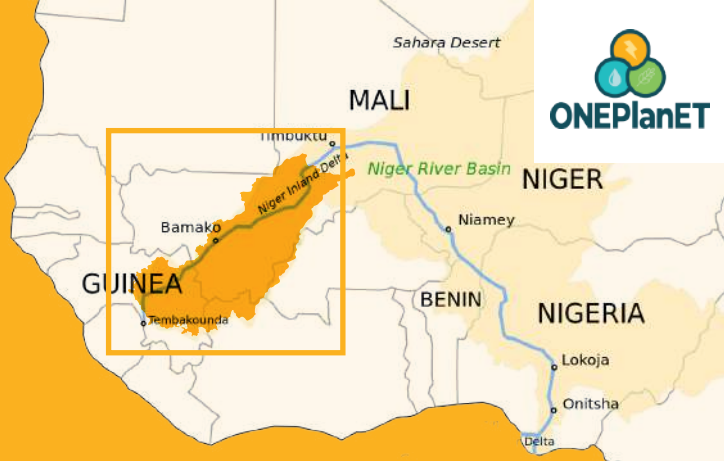 Sahara Desert
ONEPlanET
MALI
Timbuktu
Niger Inland Delta
Niger River Basin
NIGER
Bamako
Niamey
GUINEA
BENIN
NIGERIA
Tembakounda
Lokoja
Onitsha
Delta